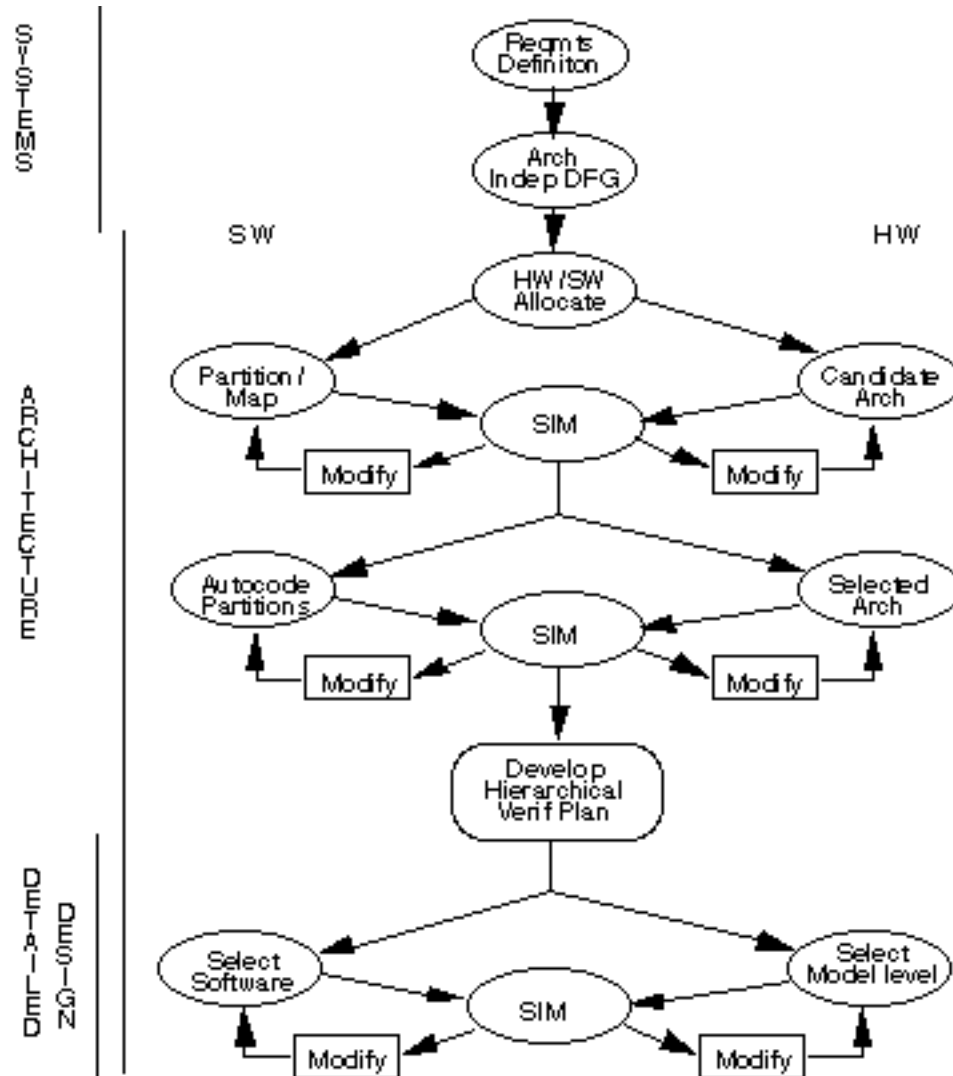 SYSTEMS
Reqmts
Definiton
Arch
Indep DFG
SW
HW
HW/SW
Allocate
ARCHITECTURE
Partition/
Map
Candidate
Arch
SIM
Modify
Modify
Autocode
Partitions
Selected
Arch
SIM
Modify
Modify
Develop
Hierarchical
Verif Plan
DETAILED
DESIGN
Select
Software
Select
Model level
SIM
Modify
Modify